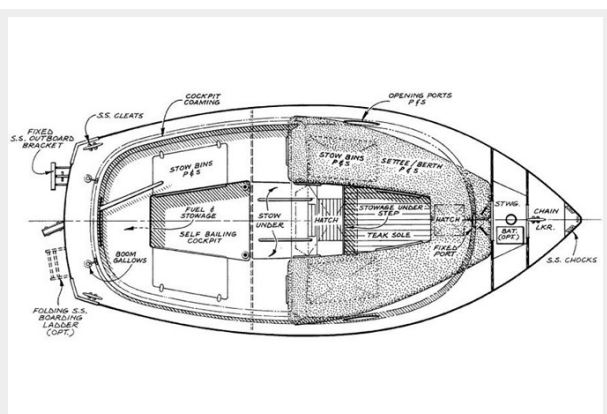 COCKPIT
COAMING
S.S. CLEATS
OPENING PORTS
P & S
FIXED
S.S. OUTBOARD
BRACKET
STOW BINS
P & S
STOW BINS
P & S
SETTEE/BERTH
P & S
FUEL &
STOWAGE
SELF BAILING
COCKPIT
STOW
UNDER
HATCH
STOWAGE UNDER
STEP
TEAK SOLE
HATCH
FIXED
PORT
STWG.
BAT.
(OPT.)
CHAIN
LKR.
S.S. CHOCKS
BOOM
GALLOWS
FOLDING S.S.
BOARDING
LADDER
(OPT.)